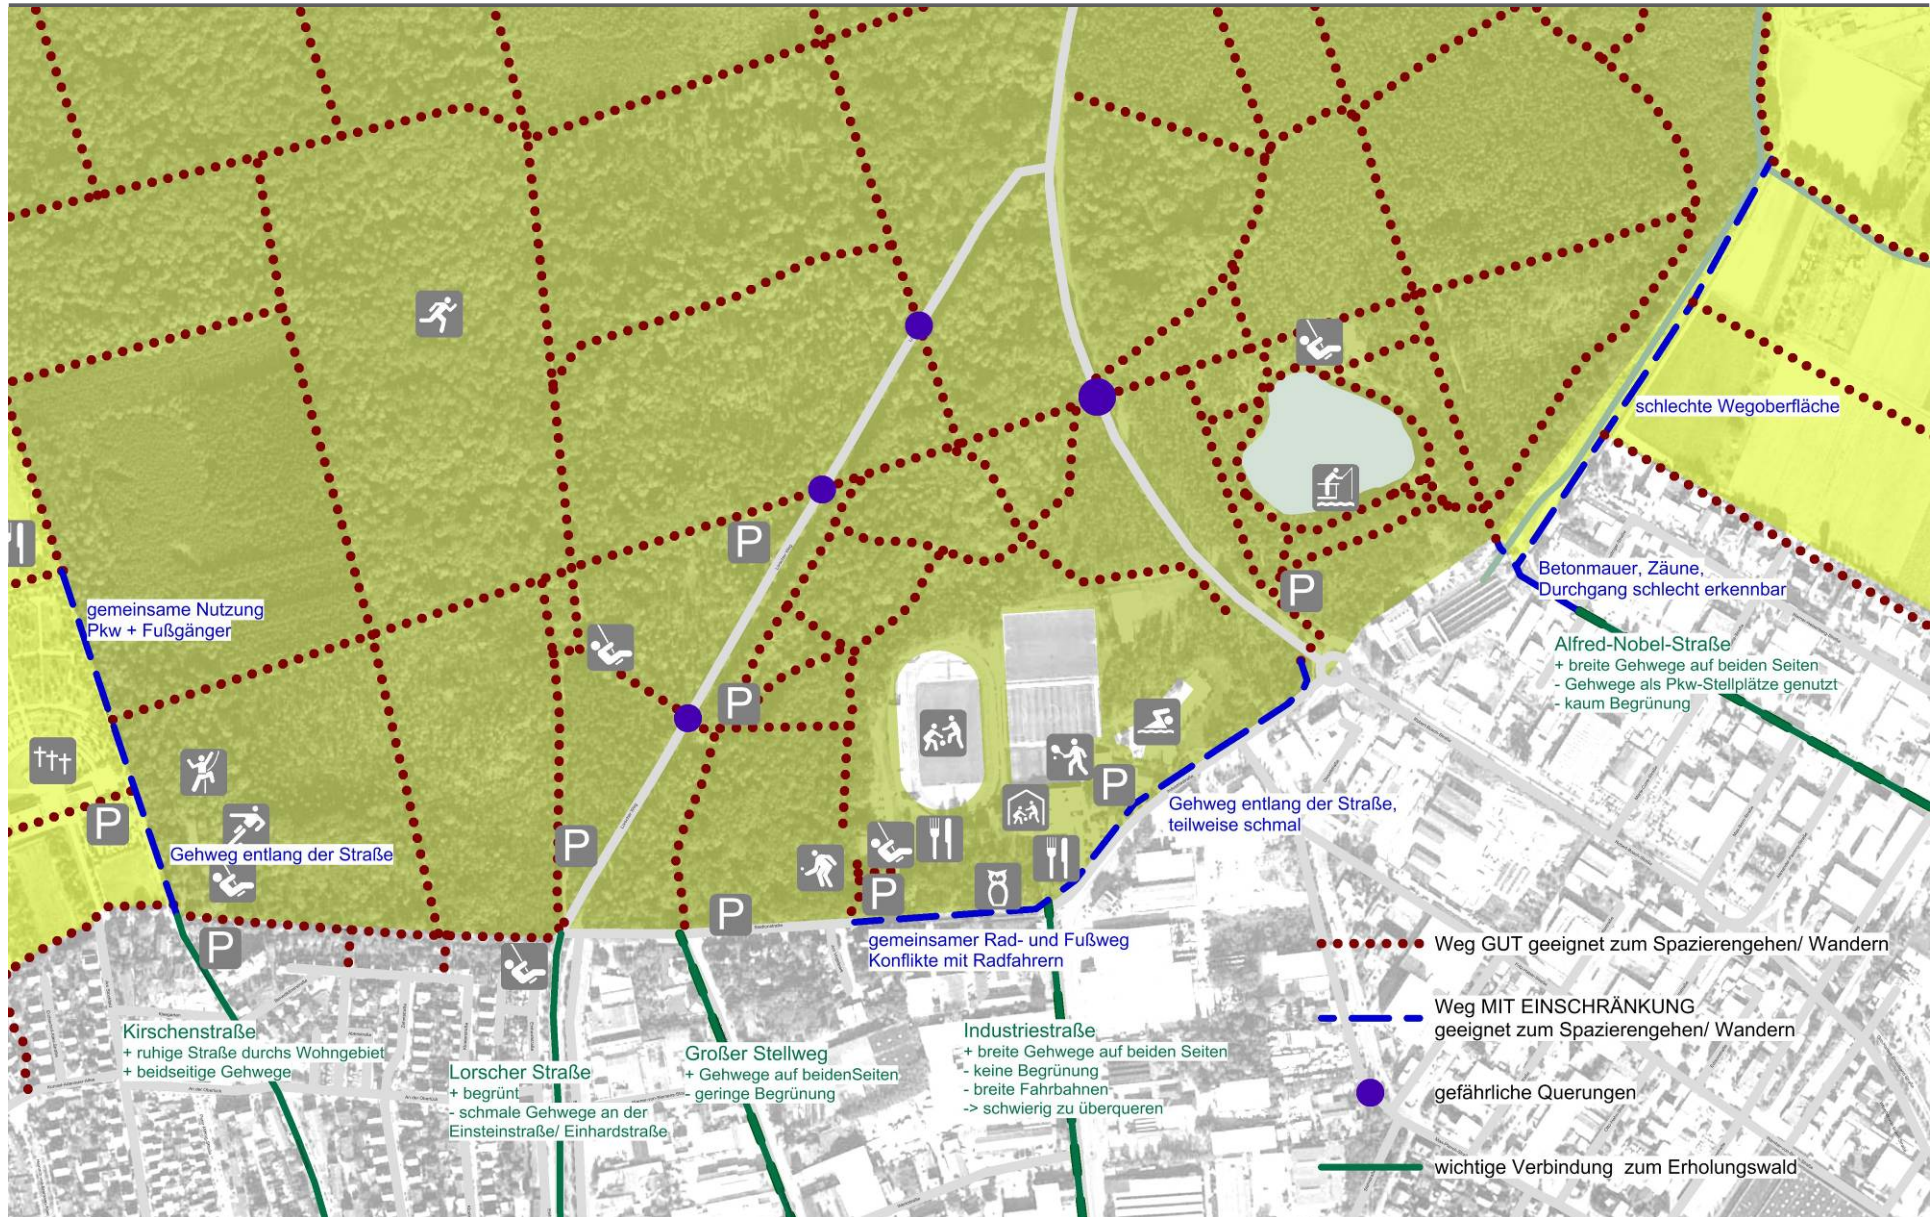 schlechte Wegoberfläche
P
Betonmauer, Zäune,
Durchgang schlecht erkennbar
P
gemeinsame Nutzung
Pkw + Fußgänger
Alfred-Nobel-Straße
+ breite Gehwege auf beiden Seiten
- Gehwege als Pkw-Stellplätze genutzt
- kaum Begrünung
P
P
Gehweg entlang der Straße,
teilweise schmal
P
P
Gehweg entlang der Straße
P
P
P
gemeinsamer Rad- und Fußweg
Konflikte mit Radfahrern
Weg GUT geeignet zum Spazierengehen/ Wandern
Weg MIT EINSCHRÄNKUNG
geeignet zum Spazierengehen/ Wandern
gefährliche Querungen
wichtige Verbindung zum Erholungswald
Kirschenstraße
+ ruhige Straße durchs Wohngebiet
+ beidseitige Gehwege
Lorscher Straße
+ begrünt
- schmale Gehwege an der
Einsteinstraße/ Einhardstraße
Großer Stellweg
+ Gehwege auf beidenSeiten
- geringe Begrünung
Industriestraße
+ breite Gehwege auf beiden Seiten
- keine Begrünung
- breite Fahrbahnen
-> schwierig zu überqueren